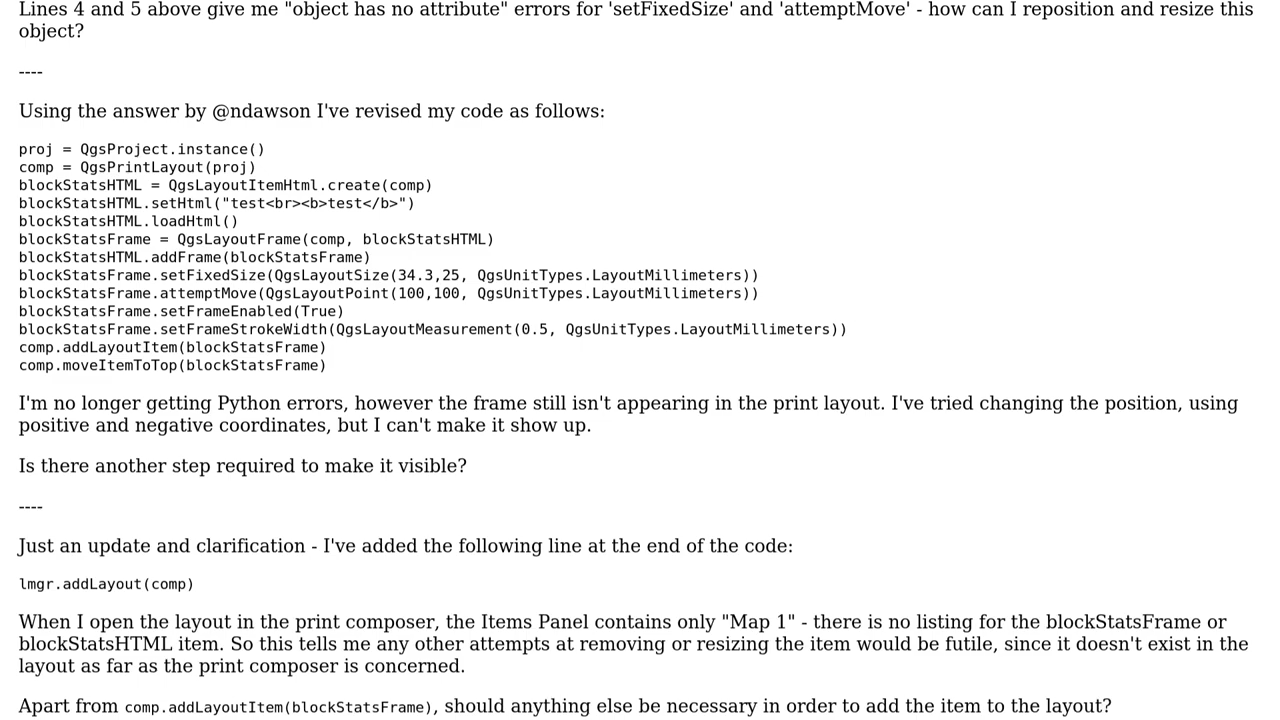 Lines 4 and 5 above give me "object has no attribute" errors for 'setFixedSize' and 'attemptMove' - how can I reposition and resize this
object?
----
Using the answer by @ndawson I've revised my code as follows:
proj = QgsProject.instance()
comp = QgsPrintLayout(proj)
blockStatsHTML = QgsLayoutItemHtml.create(comp)
blockStatsHTML.setHtml("test<br><b>test</b>")
blockStatsHTML.loadHtml()
blockStatsFrame = QgsLayoutFrame(comp, blockStatsHTML)
blockStatsHTML.addFrame(blockStatsFrame)
blockStatsFrame.setFixedSize(QgsLayoutSize(34.3,25, QgsUnitTypes.LayoutMillimeters))
blockStatsFrame.attemptMove(QgsLayoutPoint(100,100, QgsUnitTypes.LayoutMillimeters))
blockStatsFrame.setFrameEnabled(True)
blockStatsFrame.setFrameStrokeWidth(QgsLayoutMeasurement(0.5, QgsUnitTypes.LayoutMillimeters))
comp.addLayoutItem(blockStatsFrame)
comp.moveItemToTop(blockStatsFrame)
I'm no longer getting Python errors, however the frame still isn't appearing in the print layout. I've tried changing the position, using
positive and negative coordinates, but I can't make it show up.
Is there another step required to make it visible?
----
Just an update and clarification - I've added the following line at the end of the code:
lmgr.addLayout(comp)
When I open the layout in the print composer, the Items Panel contains only "Map 1" - there is no listing for the blockStatsFrame or
blockStatsHTML item. So this tells me any other attempts at removing or resizing the item would be futile, since it doesn't exist in the
layout as far as the print composer is concerned.
Apart from comp.addLayoutItem(blockStatsFrame), should anything else be necessary in order to add the item to the layout?